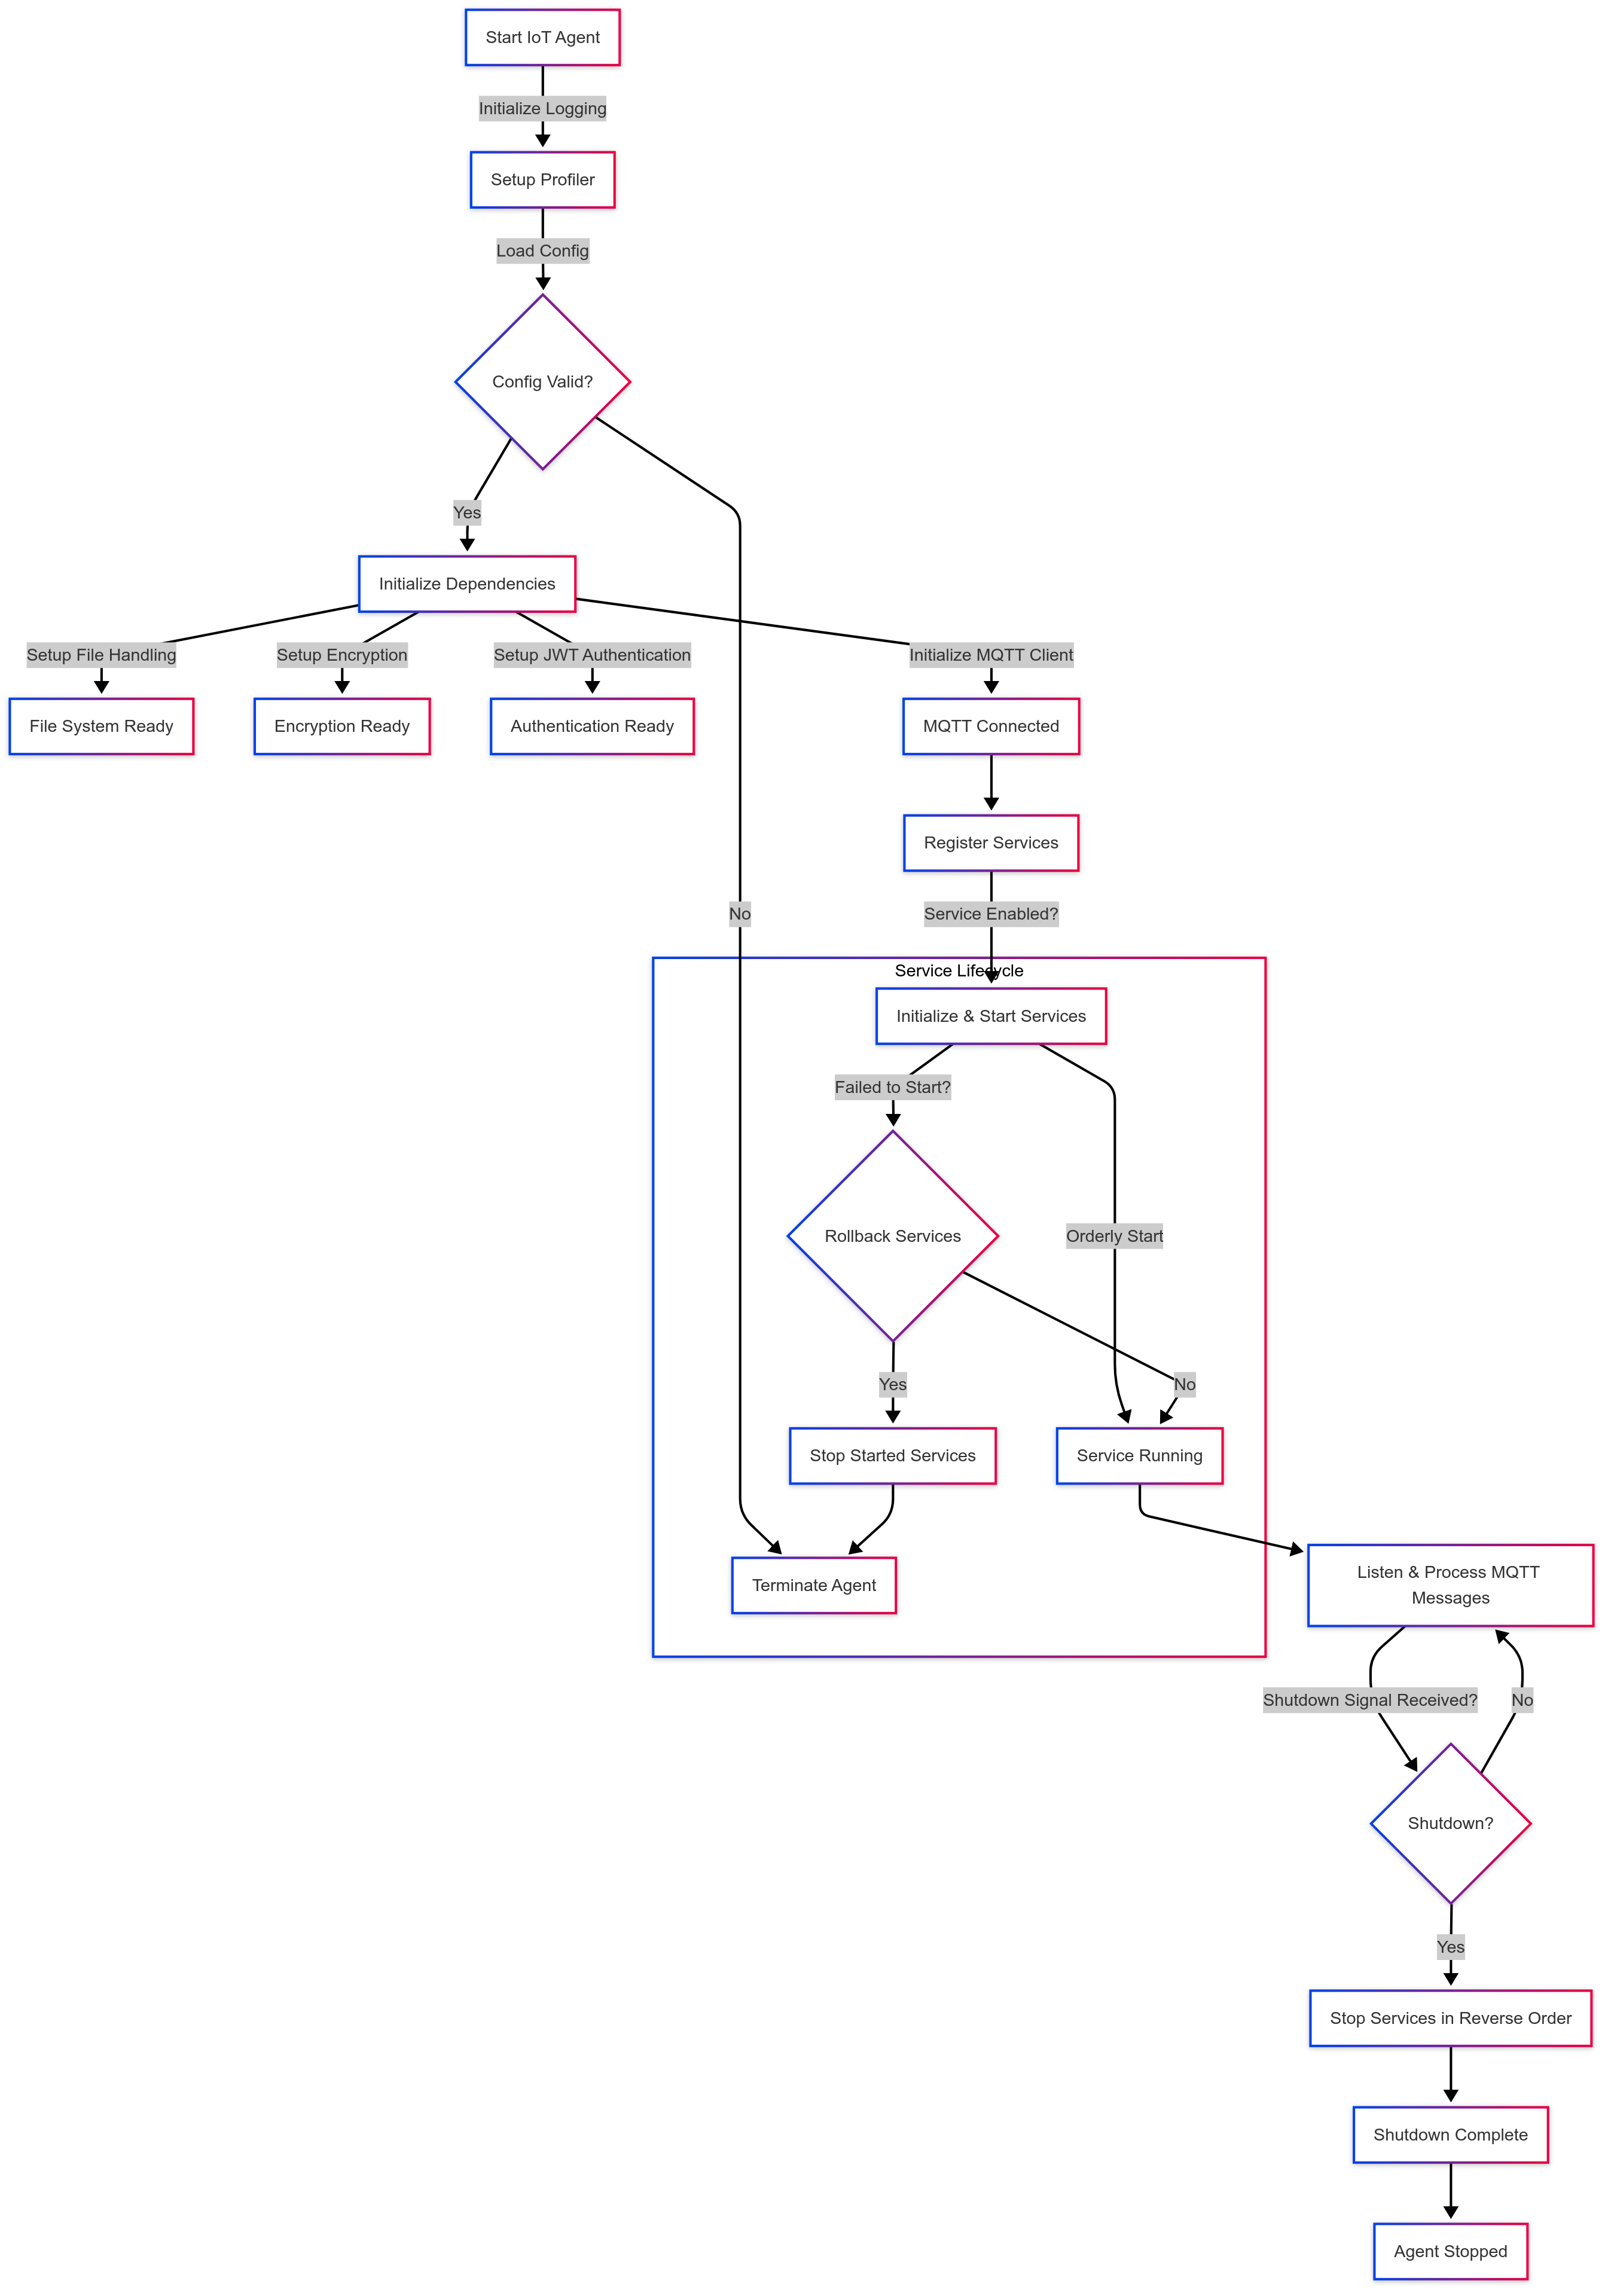 Start IoT Agent
Initialize Logging
Setup Profiler
Load Config
Config Valid?
Yes
Initialize Dependencies
Setup File Handling
Setup Encryption
Setup JWT Authentication
Initialize MQTT Client
File System Ready
Encryption Ready
Authentication Ready
MQTT Connected
Register Services
No
Service Enabled?
Service Lifecycle
Initialize & Start Services
Failed to Start?
Rollback Services
Orderly Start
Yes
No
Stop Started Services
Service Running
Terminate Agent
Listen & Process MQTT
Messages
Shutdown Signal Received?
No
Shutdown?
Yes
Stop Services in Reverse Order
Shutdown Complete
Agent Stopped